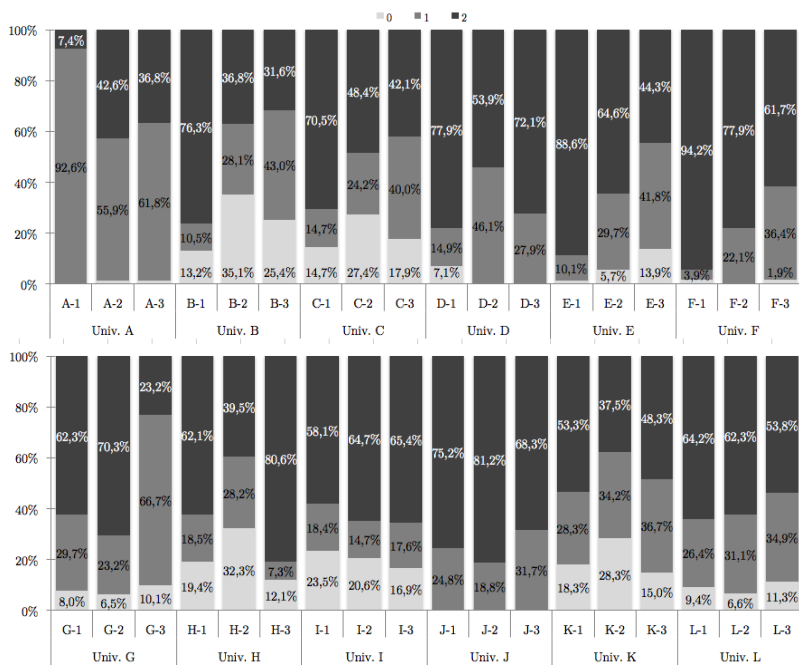 0 1 2
100%
7,4% 42,6% 36,8% 76,3% 36,8% 31,6% 70,5% 48,4% 42,1% 77,9% 53,9% 72,1% 88,6% 64,6% 44,3% 94,2% 77,9% 61,7%
80%
60%
92,6% 55,9% 61,8% 10,5% 28,1% 43,0% 14,7% 24,2% 40,0% 14,9% 46,1% 27,9% 10,1% 29,7% 41,8% 3,9% 22,1% 36,4%
40%
20%
13,2% 35,1% 25,4% 14,7% 27,4% 17,9% 7,1% 5,7% 13,9% 1,9%
0%
A-1 A-2 A-3 B-1 B-2 B-3 C-1 C-2 C-3 D-1 D-2 D-3 E-1 E-2 E-3 F-1 F-2 F-3
Univ. A Univ. B Univ. C Univ. D Univ. E Univ. F
100%
62,3% 70,3% 23,2% 62,1% 39,5% 80,6% 58,1% 64,7% 65,4% 75,2% 81,2% 68,3% 53,3% 37,5% 48,3% 64,2% 62,3% 53,8%
80%
60%
29,7% 23,2% 66,7% 18,5% 28,2% 7,3% 18,4% 14,7% 17,6% 24,8% 18,8% 31,7% 28,3% 34,2% 36,7% 26,4% 31,1% 34,9%
40%
20%
8,0% 6,5% 10,1% 19,4% 32,3% 12,1% 23,5% 20,6% 16,9% 18,3% 28,3% 15,0% 9,4% 6,6% 11,3%
0%
G-1 G-2 G-3 H-1 H-2 H-3 I-1 I-2 I-3 J-1 J-2 J-3 K-1 K-2 K-3 L-1 L-2 L-3
Univ. G Univ. H Univ. I Univ. J Univ. K Univ. L